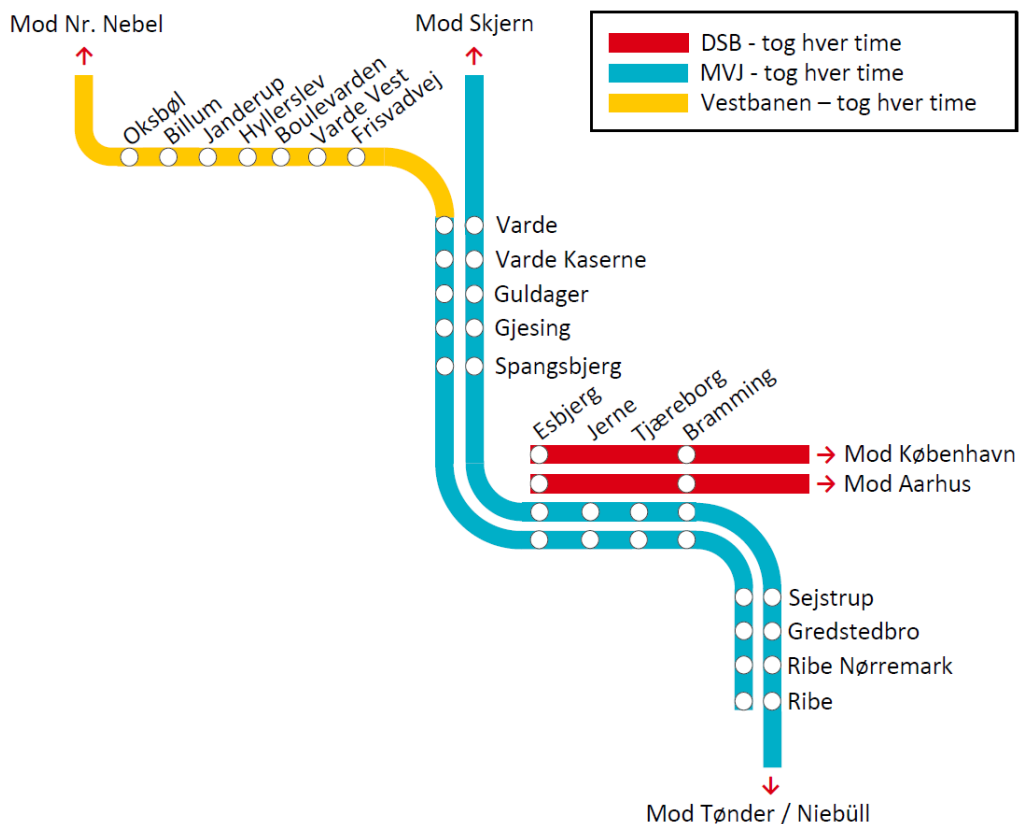 Mod Nr. Nebel
Mod Skjern
DSB - tog hver time
MVJ - tog hver time
Vestbanen – tog hver time
Oksbøl
Billum
Janderup
Hyllerslev
Boulevarden
Varde Vest
Frisvadvej
Varde
Varde Kaserne
Guldager
Gjesing
Spangsbjerg
Esbjerg
Jerne
Tjæreborg
Bramming
Mod København
Mod Aarhus
Sejstrup
Gredstedbro
Ribe Nørremark
Ribe
Mod Tønder / Niebüll